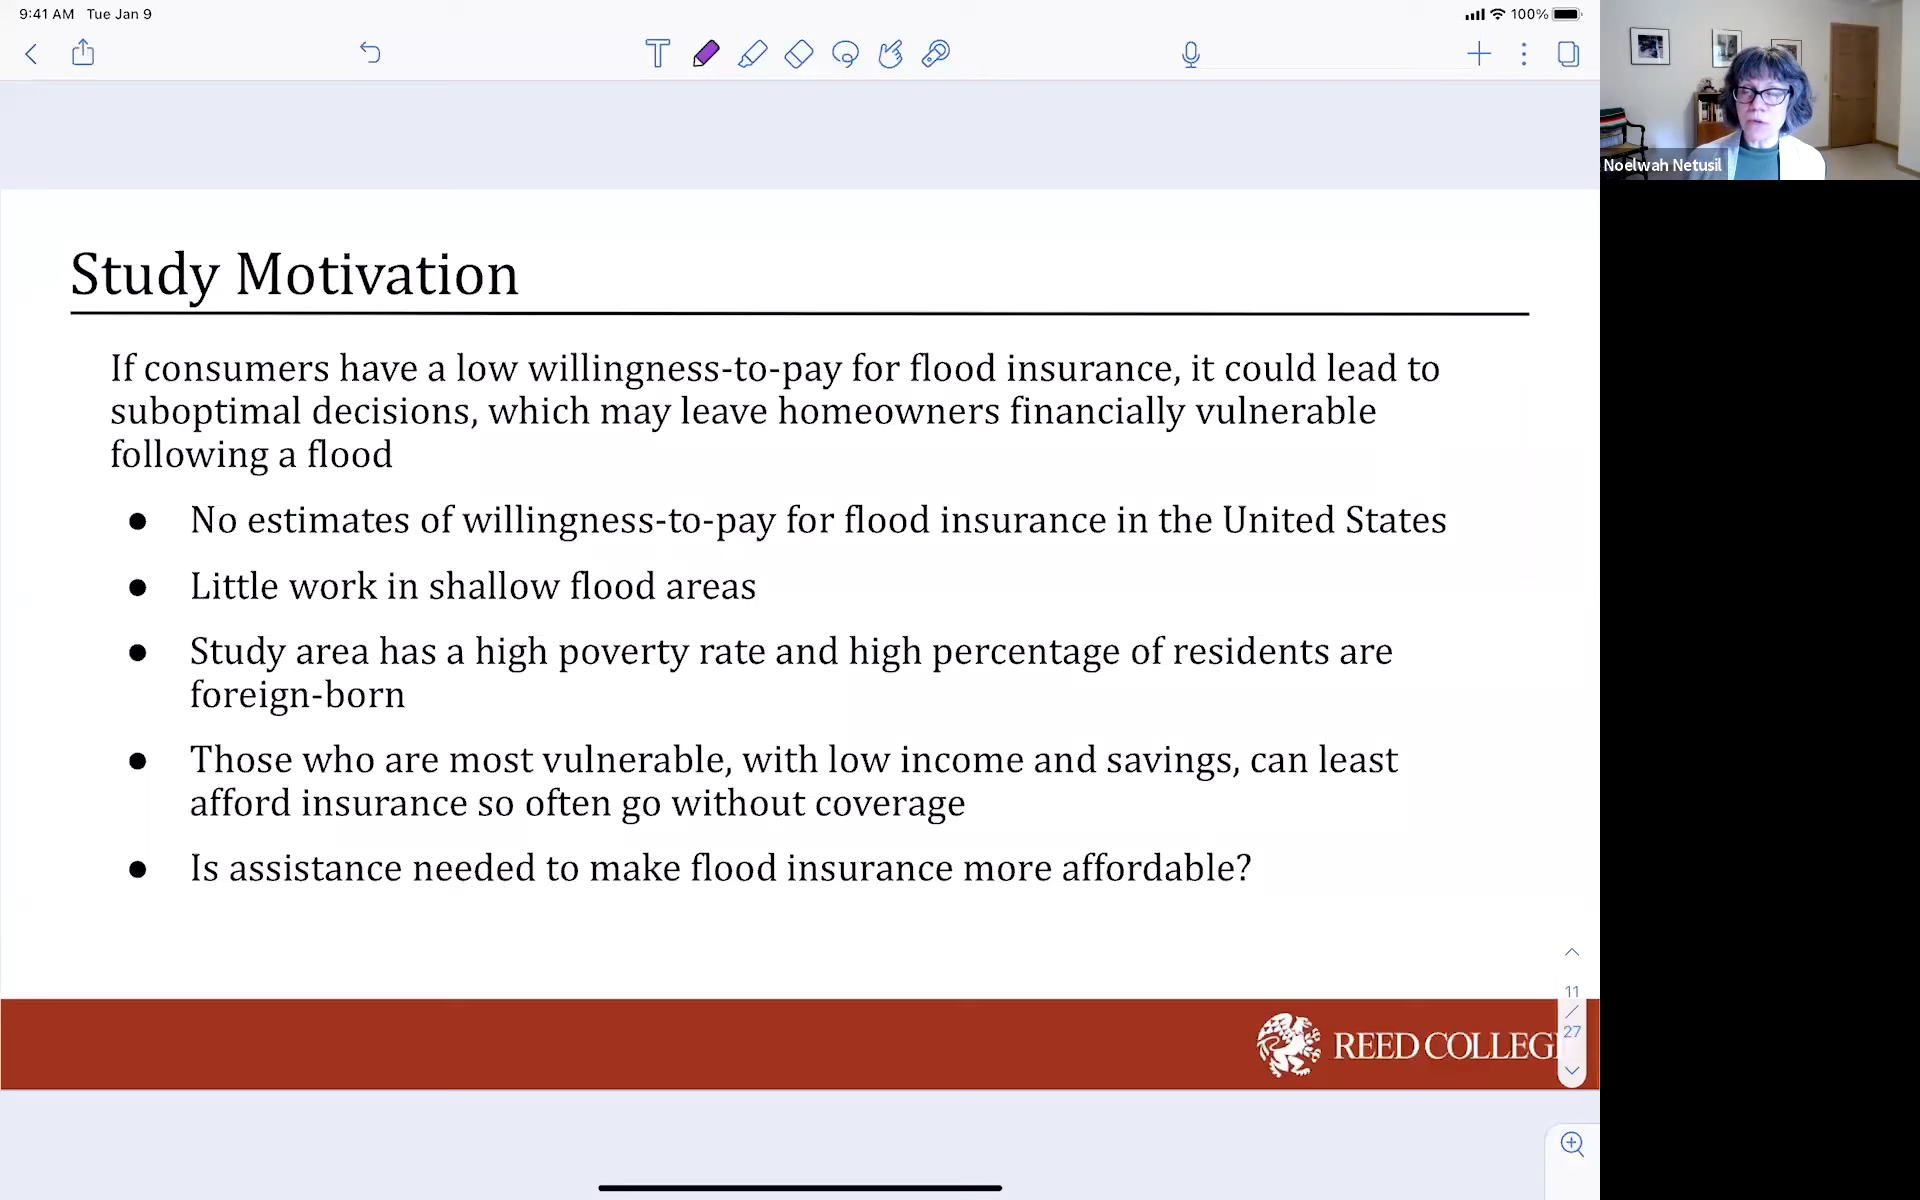 9:41 AM Tue Jan 9
100%
Noelwah Netusil
Study Motivation
If consumers have a low willingness-to-pay for flood insurance, it could lead to
suboptimal decisions, which may leave homeowners financially vulnerable
following a flood
● No estimates of willingness-to-pay for flood insurance in the United States
● Little work in shallow flood areas
● Study area has a high poverty rate and high percentage of residents are
foreign-born
● Those who are most vulnerable, with low income and savings, can least
afford insurance so often go without coverage
● Is assistance needed to make flood insurance more affordable?
11
/
27
REED COLLEGE